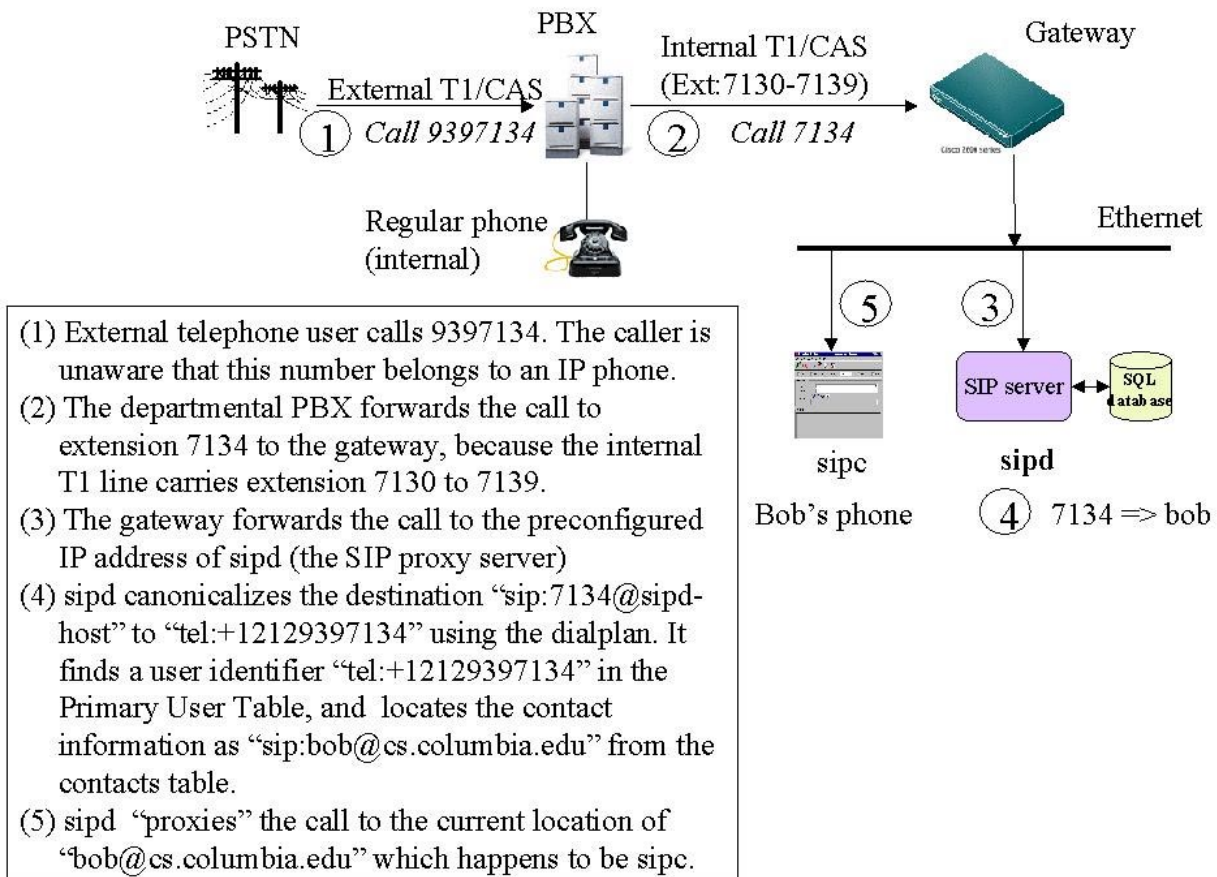 PSTN
PBX
Internal T1/CAS
(Ext:7130-7139)
Gateway
External T1/CAS
1
Call 9397134
2
Call 7134
Cisco 2600 series
Regular phone
(internal)
Ethernet
5
3
SIP server
SQL
database
sipc
sipd
Bob's phone
4
7134 => bob
(1) External telephone user calls 9397134. The caller is
unaware that this number belongs to an IP phone.
(2) The departmental PBX forwards the call to
extension 7134 to the gateway, because the internal
T1 line carries extension 7130 to 7139.
(3) The gateway forwards the call to the preconfigured
IP address of sipd (the SIP proxy server)
(4) sipd canonicalizes the destination “sip:7134@sipd-
host” to “tel:+12129397134” using the dialplan. It
finds a user identifier “tel:+12129397134” in the
Primary User Table, and locates the contact
information as “sip:bob@cs.columbia.edu” from the
contacts table.
(5) sipd “proxies” the call to the current location of
“bob@cs.columbia.edu” which happens to be sipc.